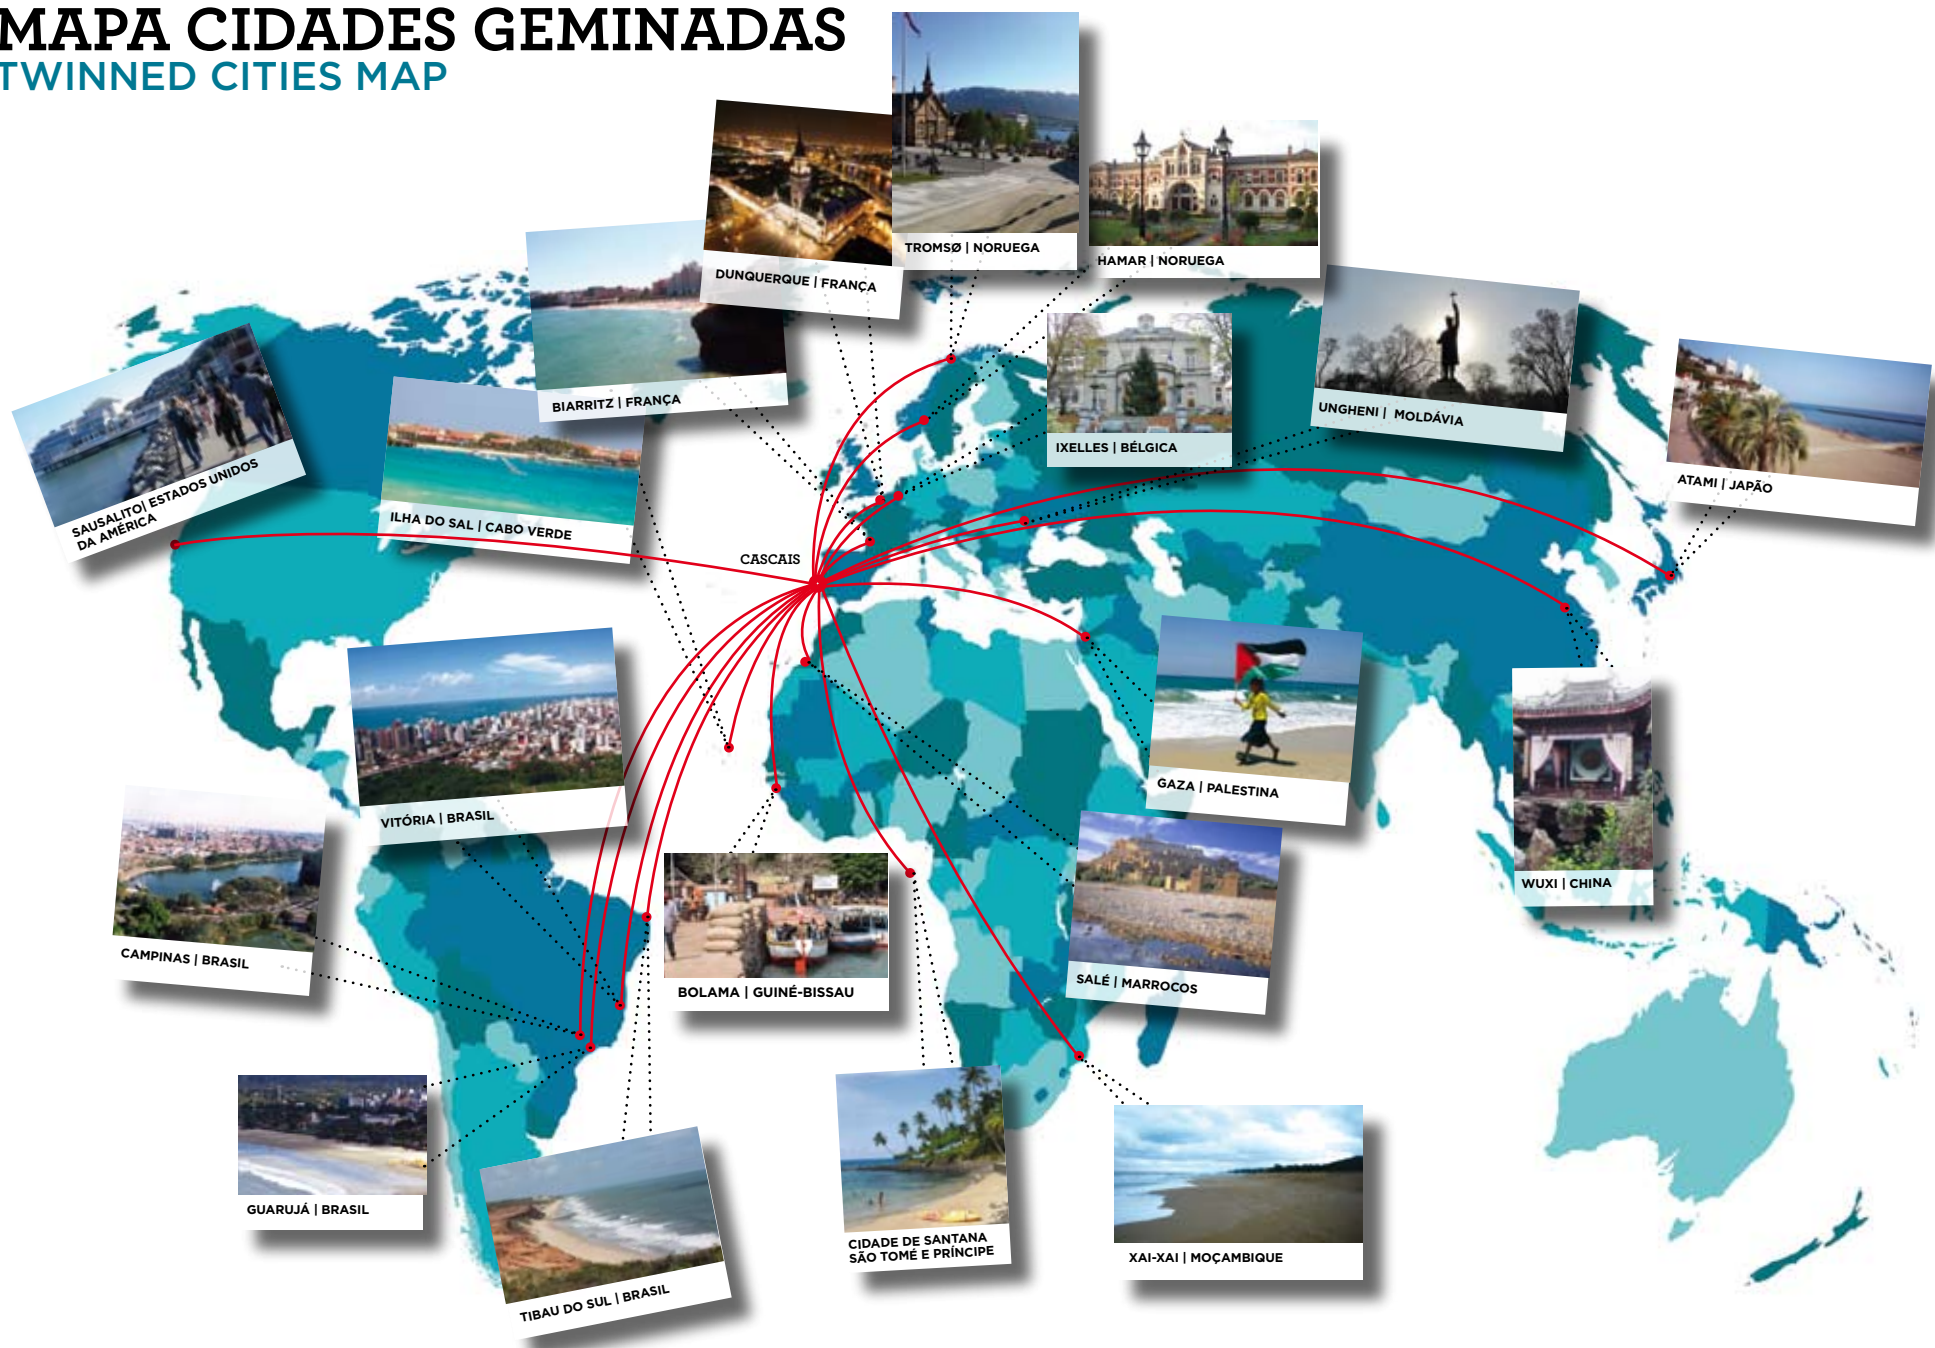 MAPA CIDADES GEMINADAS
TWINNED CITIES MAP
TROMSØ | NORUEGA
HAMAR | NORUEGA
DUNQUERQUE | FRANÇA
BIARRITZ | FRANÇA
IXELLES | BÉLGICA
UNGHENI | MOLDÁVIA
ATAMI | JAPÃO
SAUSALITO| ESTADOS UNIDOS
DA AMÉRICA
ILHA DO SAL | CABO VERDE
CASCAIS
GAZA | PALESTINA
VITÓRIA | BRASIL
WUXI | CHINA
CAMPINAS | BRASIL
BOLAMA | GUINÉ-BISSAU
SALÉ | MARROCOS
GUARUJÁ | BRASIL
CIDADE DE SANTANA
SÃO TOMÉ E PRÍNCIPE
XAI-XAI | MOÇAMBIQUE
TIBAU DO SUL | BRASIL